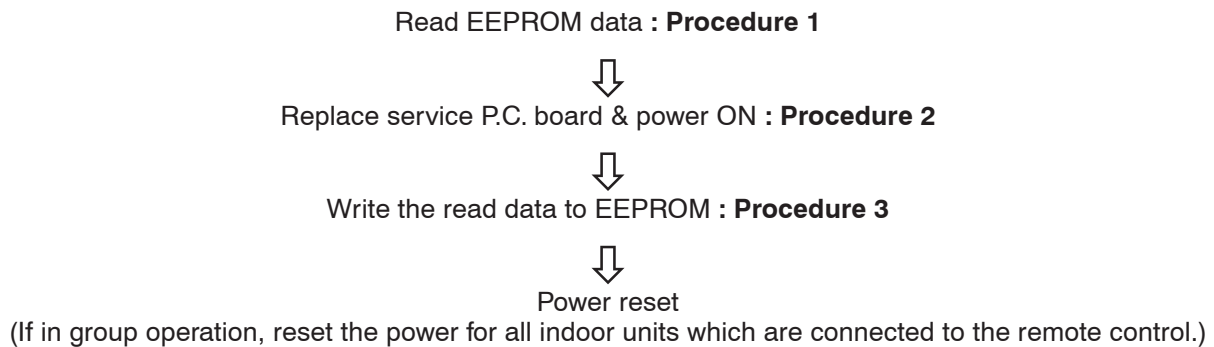 Read EEPROM data : Procedure 1
Replace service P.C. board & power ON : Procedure 2
Write the read data to EEPROM : Procedure 3
Power reset
(If in group operation, reset the power for all indoor units which are connected to the remote control.)